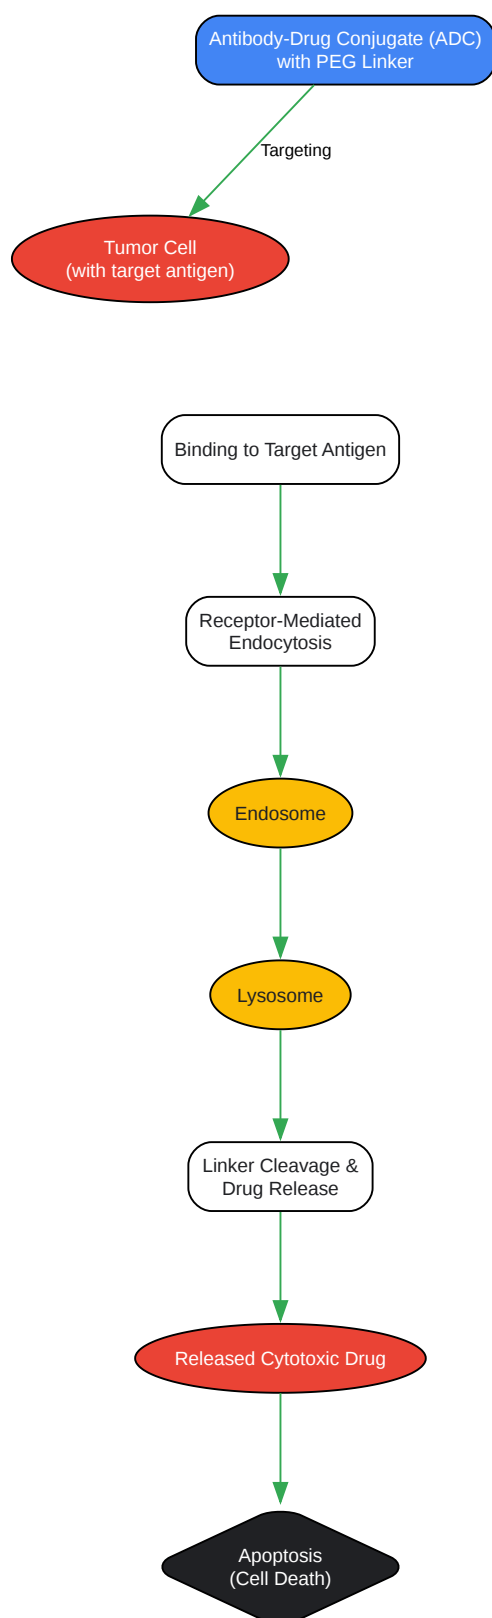 Antibody-Drug Conjugate (ADC)
with PEG Linker
Targeting
Tumor Cell
(with target antigen)
Binding to Target Antigen
Receptor-Mediated
Endocytosis
Endosome
Lysosome
Linker Cleavage &
Drug Release
Released Cytotoxic Drug
Apoptosis
(Cell Death)